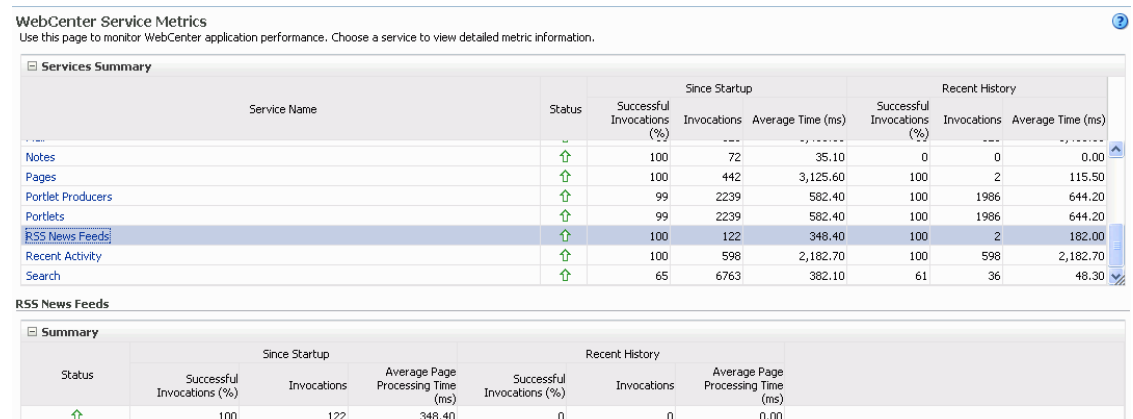 WebCenter Service Metrics
Use this page to monitor WebCenter application performance. Choose a service to view detailed metric information.
Services Summary
Since Startup Recent History
Service Name Status Successful Invocations (%) Invocations Average Time (ms) Successful Invocations (%) Invocations Average Time (ms)
Notes 100 72 35.10 0 0 0.00
Pages 100 442 3,125.60 100 2 115.50
Portlet Producers 99 2239 582.40 100 1986 644.20
Portlets 99 2239 582.40 100 1986 644.20
RSS News Feeds 100 122 348.40 100 2 182.00
Recent Activity 100 598 2,182.70 100 598 2,182.70
Search 65 6763 382.10 61 36 48.30
RSS News Feeds
Summary
Since Startup Recent History
Status Successful Invocations (%) Invocations Average Page Processing Time (ms) Successful Invocations (%) Invocations Average Page Processing Time (ms)
100 122 348.40 0 0 0.00